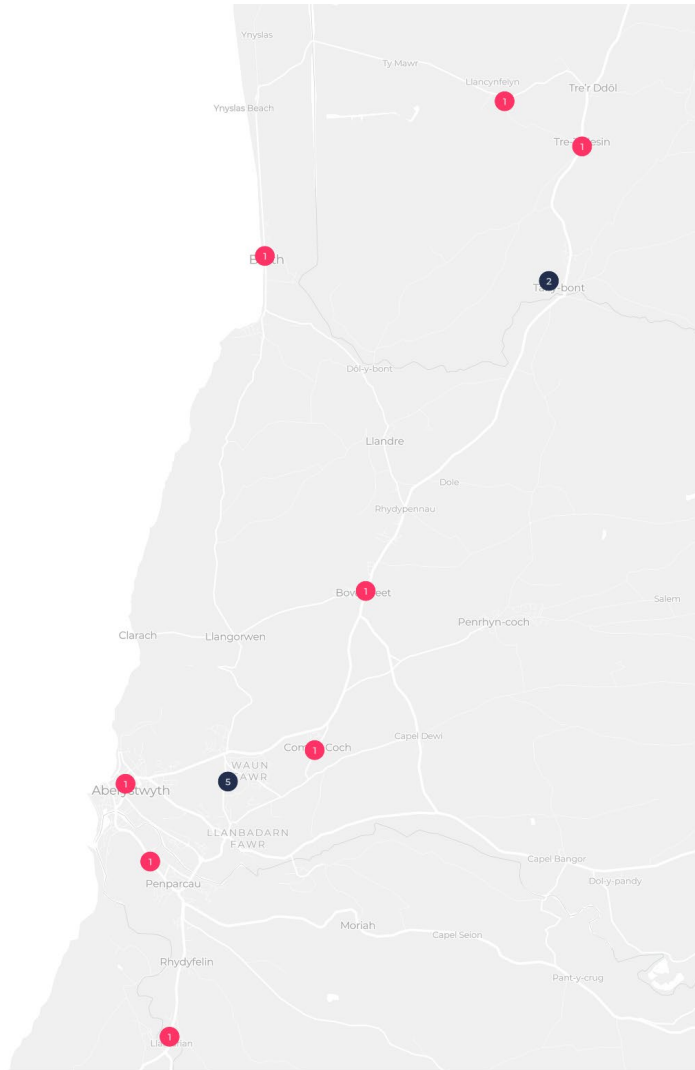 Ynyslas
Ty Mawr
Llancynfelyn
Tre'r Ddôl
1
Ynyslas Beach
1
1
2
Dôl-y-bont
Llandre
Dole
Rhydypennau
1
Salem
Penrhyn-coch
Clarach
Llangorwen
Capel Dewi
1
WAUN
FAWR
5
1
Aberystwyth
LLANBADARN
FAWR
1
Capel Bangor
Penparcau
Dol-y-pandy
Moriah
Capel Seion
Rhydyfelin
Pant-y-crug
1